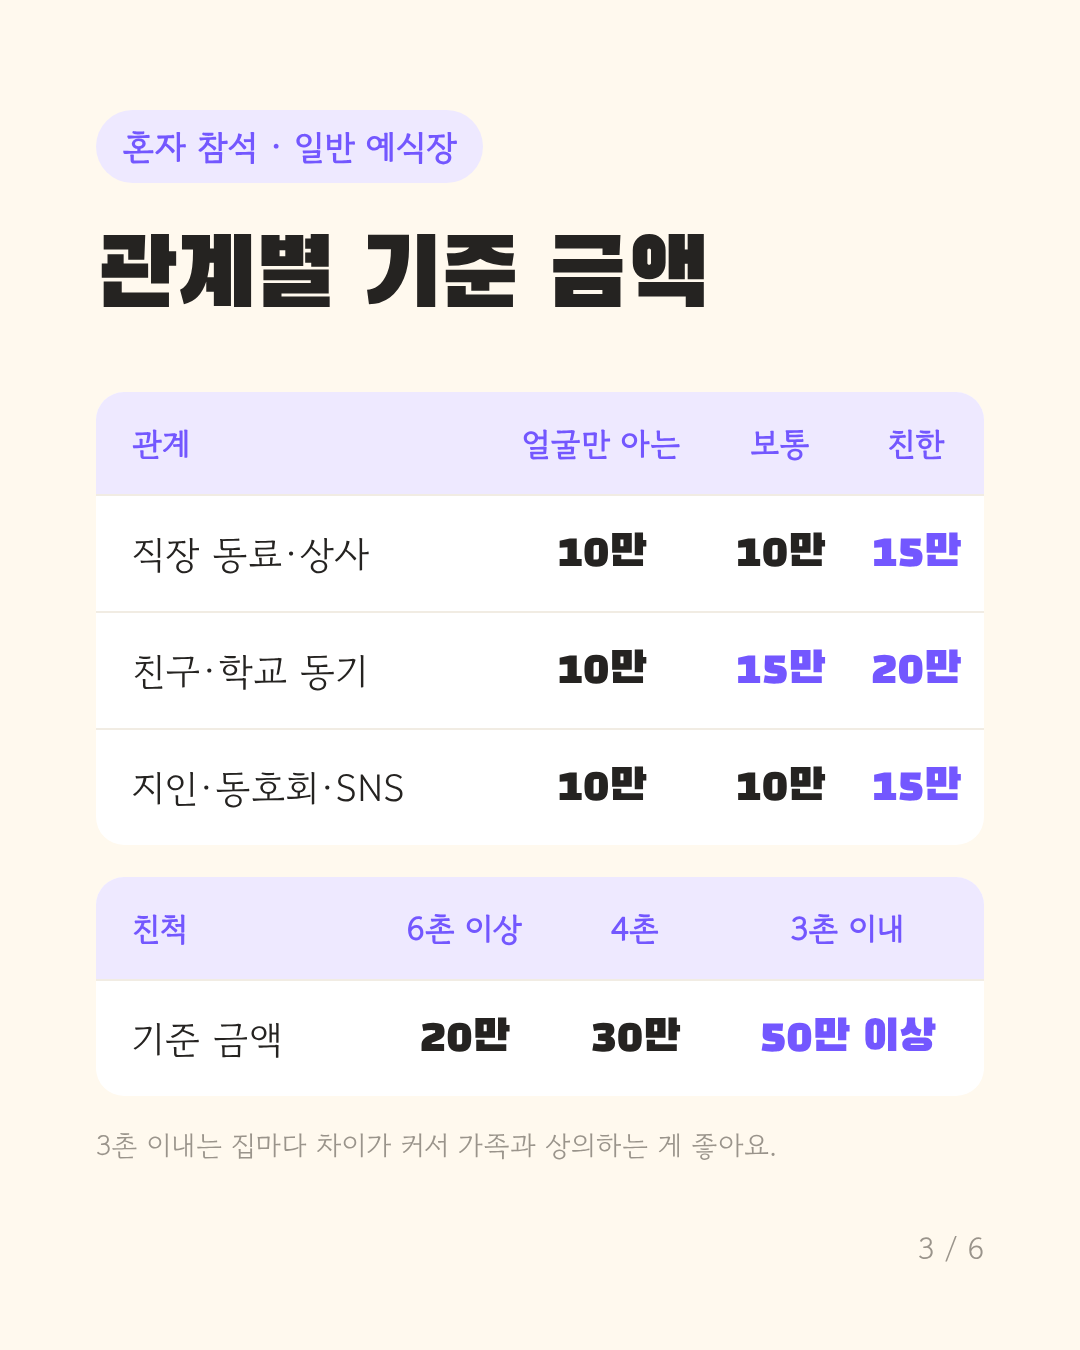 혼자 참석 · 일반 예식장
관계별 기준 금액
관계 얼굴만 아는 보통 친한
직장 동료·상사 10만 10만 15만
친구·학교 동기 10만 15만 20만
지인·동호회·SNS 10만 10만 15만
친척 6촌 이상 4촌 3촌 이내
기준 금액 20만 30만 50만 이상
3촌 이내는 집마다 차이가 커서 가족과 상의하는 게 좋아요.
3 / 6